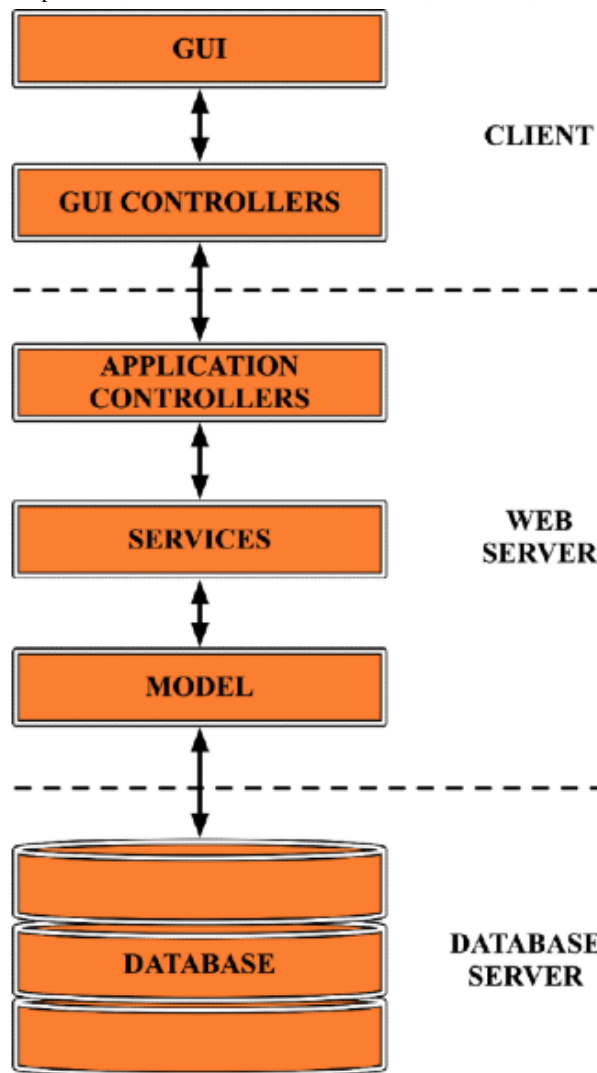 GUI
CLIENT
GUI CONTROLLERS
APPLICATION
CONTROLLERS
SERVICES
WEB
SERVER
MODEL
DATABASE
DATABASE
SERVER